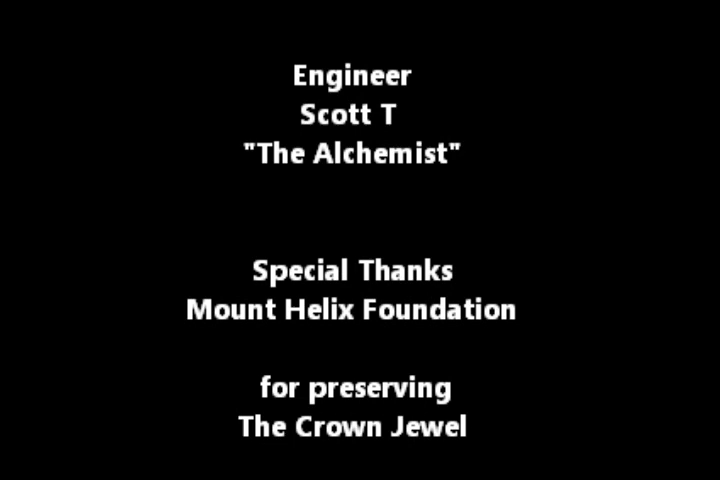 Engineer
Scott T
"The Alchemist"
Special Thanks
Mount Helix Foundation
for preserving
The Crown Jewel